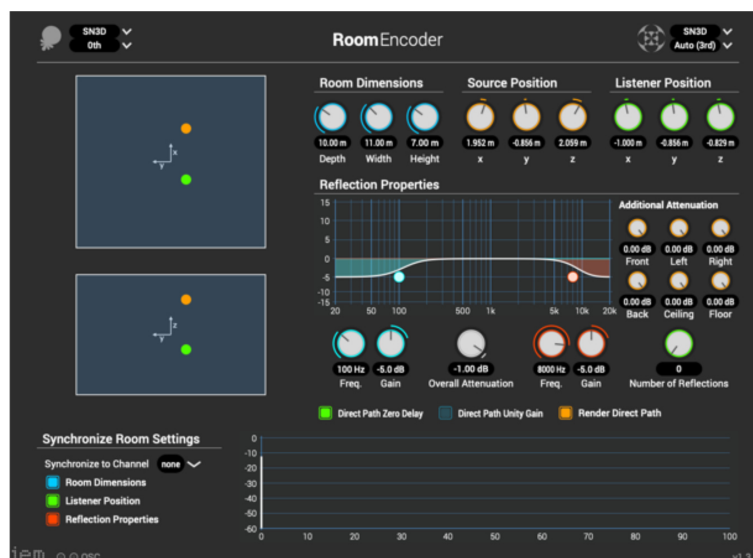 SN3D
0th
RoomEncoder
SN3D
Auto (3rd)
Room Dimensions
Source Position
Listener Position
10.00 m 11.00 m 7.00 m
1.952 m -0.856 m 2.059 m
-1.000 m -0.856 m -0.829 m
Depth Width Height
x y z
x y z
x
y
Reflection Properties
15
10
5
0
-5
-10
-15
20 50 100 500 1k 5k 10k 20k
Additional Attenuation
0.00 dB 0.00 dB 0.00 dB
Front Left Right
0.00 dB 0.00 dB 0.00 dB
Back Ceiling Floor
z
y
100 Hz -5.0 dB -1.00 dB 8000 Hz -5.0 dB 0
Freq. Gain Overall Attenuation Freq. Gain Number of Reflections
Direct Path Zero Delay Direct Path Unity Gain Render Direct Path
Synchronize Room Settings
Synchronize to Channel none
Room Dimensions
Listener Position
Reflection Properties
0
-10
-20
-30
-40
-50
-60
0 10 20 30 40 50 60 70 80 90 100
iem OSC